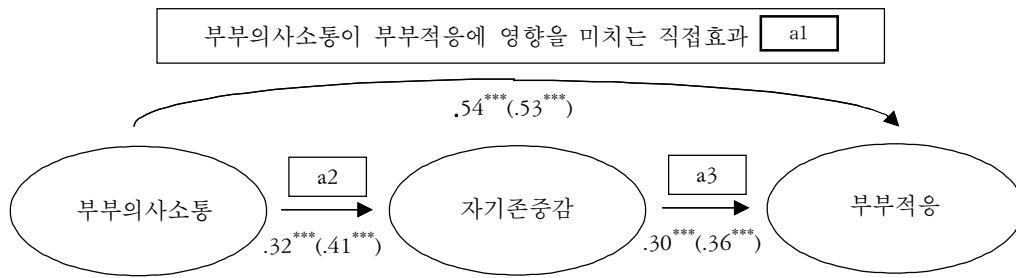 부부의사소통이 부부적응에 영향을 미치는 직접효과 a1
.54***(.53***)
a2
a3
부부의사소통
자기존중감
부부적응
.32***(.41***)
.30***(.36***)